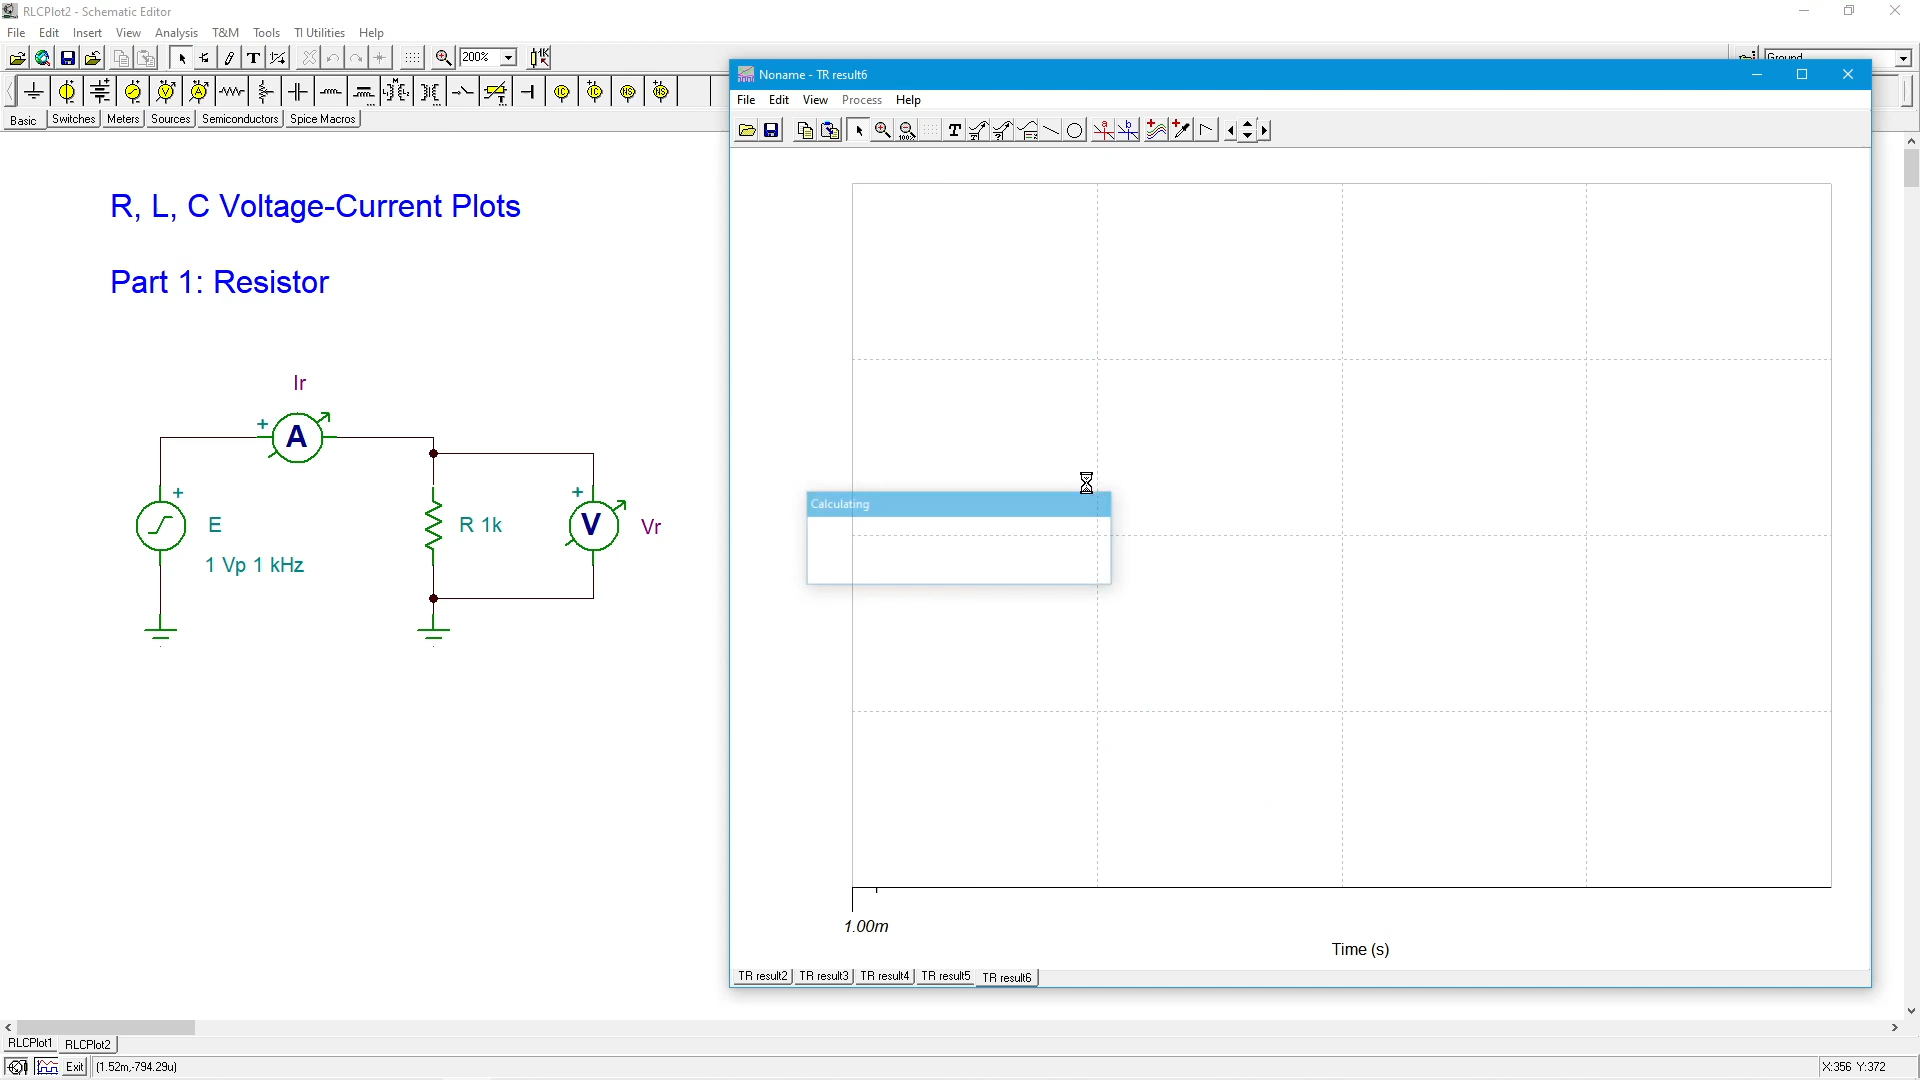 RLCPlot2 - Schematic Editor
File Edit Insert View Analysis T&M Tools TI Utilities Help
200%
Ground
Basic Switches Meters Sources Semiconductors Spice Macros
R, L, C Voltage-Current Plots
Part 1: Resistor
Ir
+
A
+
E
1 Vp 1 kHz
R 1k
+
V
Vr
Noname - TR result6
File Edit View Process Help
Calculating
1.00m
Time (s)
TR result2 TR result3 TR result4 TR result5 TR result6
RLCPlot1 RLCPlot2
Exit (1.52m,-794.29u)
X:356 Y:372